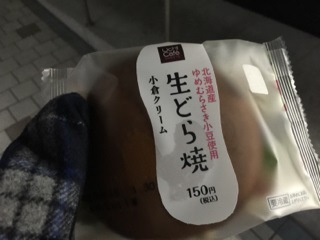 Uchi Café
北海道産
ゆめむらさき小豆使用
生どら焼
小倉クリーム
150円
(税込)